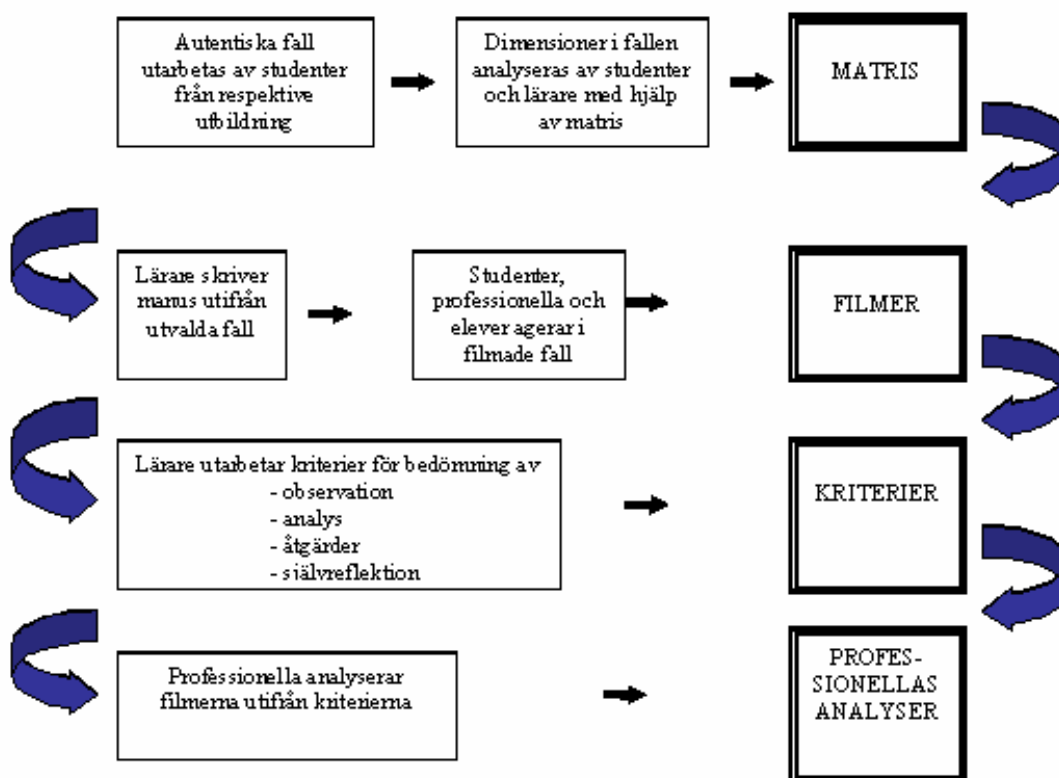 Autentiska fall
utarbetas av studenter
från respektive
utbildning
Dimensioner i fallen
analyseras av studenter
och lärare med hjälp
av matris
MATRIS
Lärare skriver
manus utifrån
utvalda fall
Studenter,
professionella och
elever agerar i
filmade fall
FILMER
Lärare utarbetar kriterier för bedömning av
- observation
- analys
- åtgärder
- självreflektion
KRITERIER
Professionella analyserar
filmerna utifrån kriterierna
PROFES-
SIONELLAS
ANALYSER